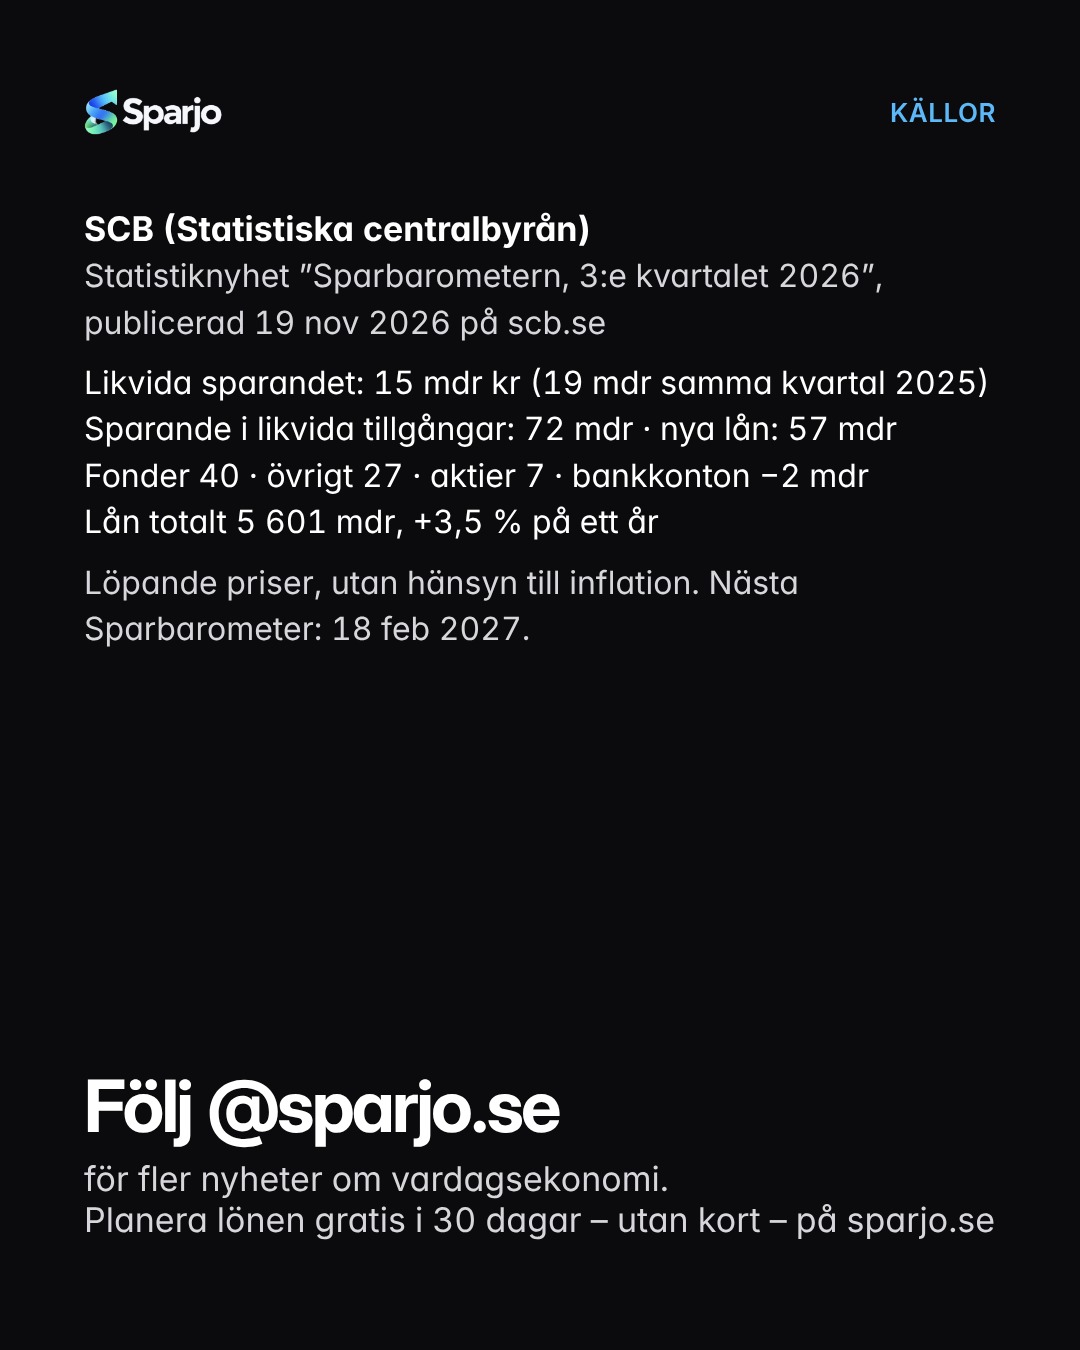 Sparjo
KÄLLOR
SCB (Statistiska centralbyrån)
Statistiknyhet ”Sparbarometern, 3:e kvartalet 2026”,
publicerad 19 nov 2026 på scb.se
Likvida sparandet: 15 mdr kr (19 mdr samma kvartal 2025)
Sparande i likvida tillgångar: 72 mdr · nya lån: 57 mdr
Fonder 40 · övrigt 27 · aktier 7 · bankkonton −2 mdr
Lån totalt 5 601 mdr, +3,5 % på ett år
Löpande priser, utan hänsyn till inflation. Nästa
Sparbarometer: 18 feb 2027.
Följ @sparjo.se
för fler nyheter om vardagsekonomi.
Planera lönen gratis i 30 dagar – utan kort – på sparjo.se